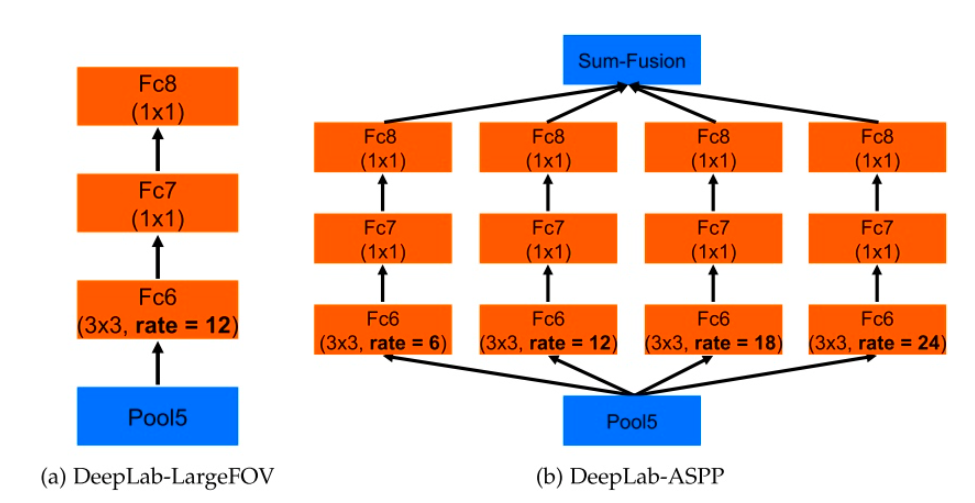 Fc8
(1x1)
Fc7
(1x1)
Fc6
(3x3, rate = 12)
Pool5
(a) DeepLab-LargeFOV
Sum-Fusion
Fc8
(1x1)
Fc8
(1x1)
Fc8
(1x1)
Fc8
(1x1)
Fc7
(1x1)
Fc7
(1x1)
Fc7
(1x1)
Fc7
(1x1)
Fc6
(3x3, rate = 6)
Fc6
(3x3, rate = 12)
Fc6
(3x3, rate = 18)
Fc6
(3x3, rate = 24)
Pool5
(b) DeepLab-ASPP